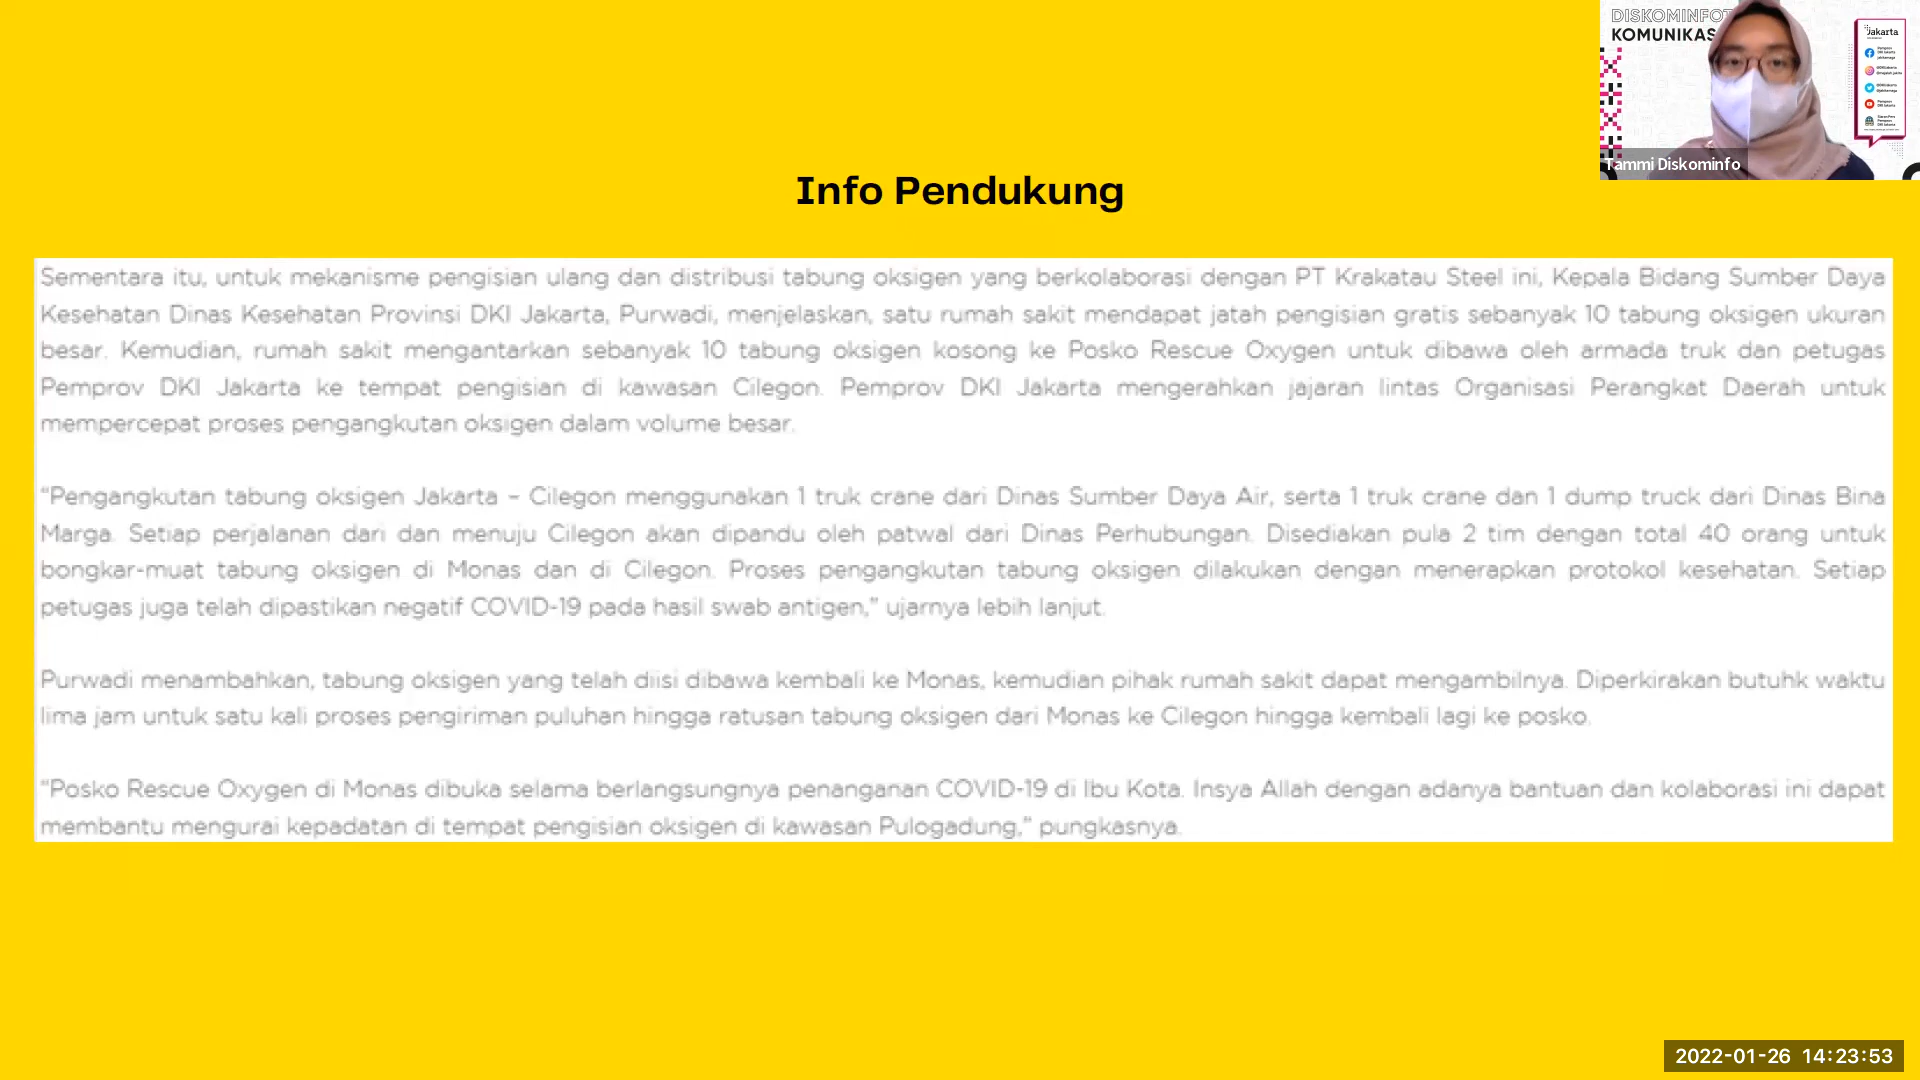 DISKOMINFOT
KOMUNIKAS
Jakarta
Tammi Diskominfo
Info Pendukung
Sementara itu, untuk mekanisme pengisian ulang dan distribusi tabung oksigen yang berkolaborasi dengan PT Krakatau Steel ini, Kepala Bidang Sumber Daya
Kesehatan Dinas Kesehatan Provinsi DKI Jakarta, Purwadi, menjelaskan, satu rumah sakit mendapat jatah pengisian gratis sebanyak 10 tabung oksigen ukuran
besar. Kemudian, rumah sakit mengantarkan sebanyak 10 tabung oksigen kosong ke Posko Rescue Oxygen untuk dibawa oleh armada truk dan petugas
Pemprov DKI Jakarta ke tempat pengisian di kawasan Cilegon. Pemprov DKI Jakarta mengerahkan jajaran lintas Organisasi Perangkat Daerah untuk
mempercepat proses pengangkutan oksigen dalam volume besar.
“Pengangkutan tabung oksigen Jakarta – Cilegon menggunakan 1 truk crane dari Dinas Sumber Daya Air, serta 1 truk crane dan 1 dump truck dari Dinas Bina
Marga. Setiap perjalanan dari dan menuju Cilegon akan dipandu oleh patwal dari Dinas Perhubungan. Disediakan pula 2 tim dengan total 40 orang untuk
bongkar-muat tabung oksigen di Monas dan di Cilegon. Proses pengangkutan tabung oksigen dilakukan dengan menerapkan protokol kesehatan. Setiap
petugas juga telah dipastikan negatif COVID-19 pada hasil swab antigen,” ujarnya lebih lanjut.
Purwadi menambahkan, tabung oksigen yang telah diisi dibawa kembali ke Monas, kemudian pihak rumah sakit dapat mengambilnya. Diperkirakan butuhk waktu
lima jam untuk satu kali proses pengiriman puluhan hingga ratusan tabung oksigen dari Monas ke Cilegon hingga kembali lagi ke posko.
“Posko Rescue Oxygen di Monas dibuka selama berlangsungnya penanganan COVID-19 di Ibu Kota. Insya Allah dengan adanya bantuan dan kolaborasi ini dapat
membantu mengurai kepadatan di tempat pengisian oksigen di kawasan Pulogadung,” pungkasnya.
2022-01-26 14:23:53